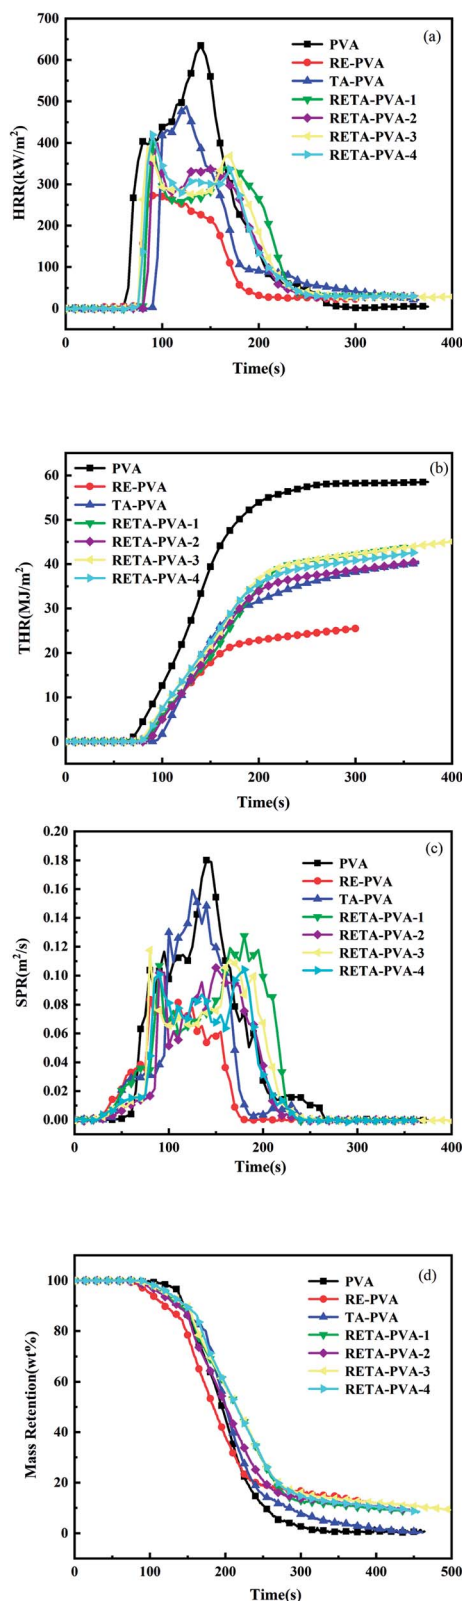 700
(a)
PVA
RE-PVA
TA-PVA
RETA-PVA-1
RETA-PVA-2
RETA-PVA-3
RETA-PVA-4
600
500
400
300
200
100
0
HRR(kW/m²)
0 100 200 300 400
Time(s)
(b)
PVA
RE-PVA
TA-PVA
RETA-PVA-1
RETA-PVA-2
RETA-PVA-3
RETA-PVA-4
60
50
40
30
20
10
0
THR(MJ/m²)
0 100 200 300 400
Time(s)
0.20
(c)
PVA
RE-PVA
TA-PVA
RETA-PVA-1
RETA-PVA-2
RETA-PVA-3
RETA-PVA-4
0.18
0.16
0.14
0.12
0.10
0.08
0.06
0.04
0.02
0.00
SPR(m²/s)
0 100 200 300 400
Time(s)
(d)
PVA
RE-PVA
TA-PVA
RETA-PVA-1
RETA-PVA-2
RETA-PVA-3
RETA-PVA-4
100
80
60
40
20
0
Mass Retention(wt%)
0 100 200 300 400 500
Time(s)